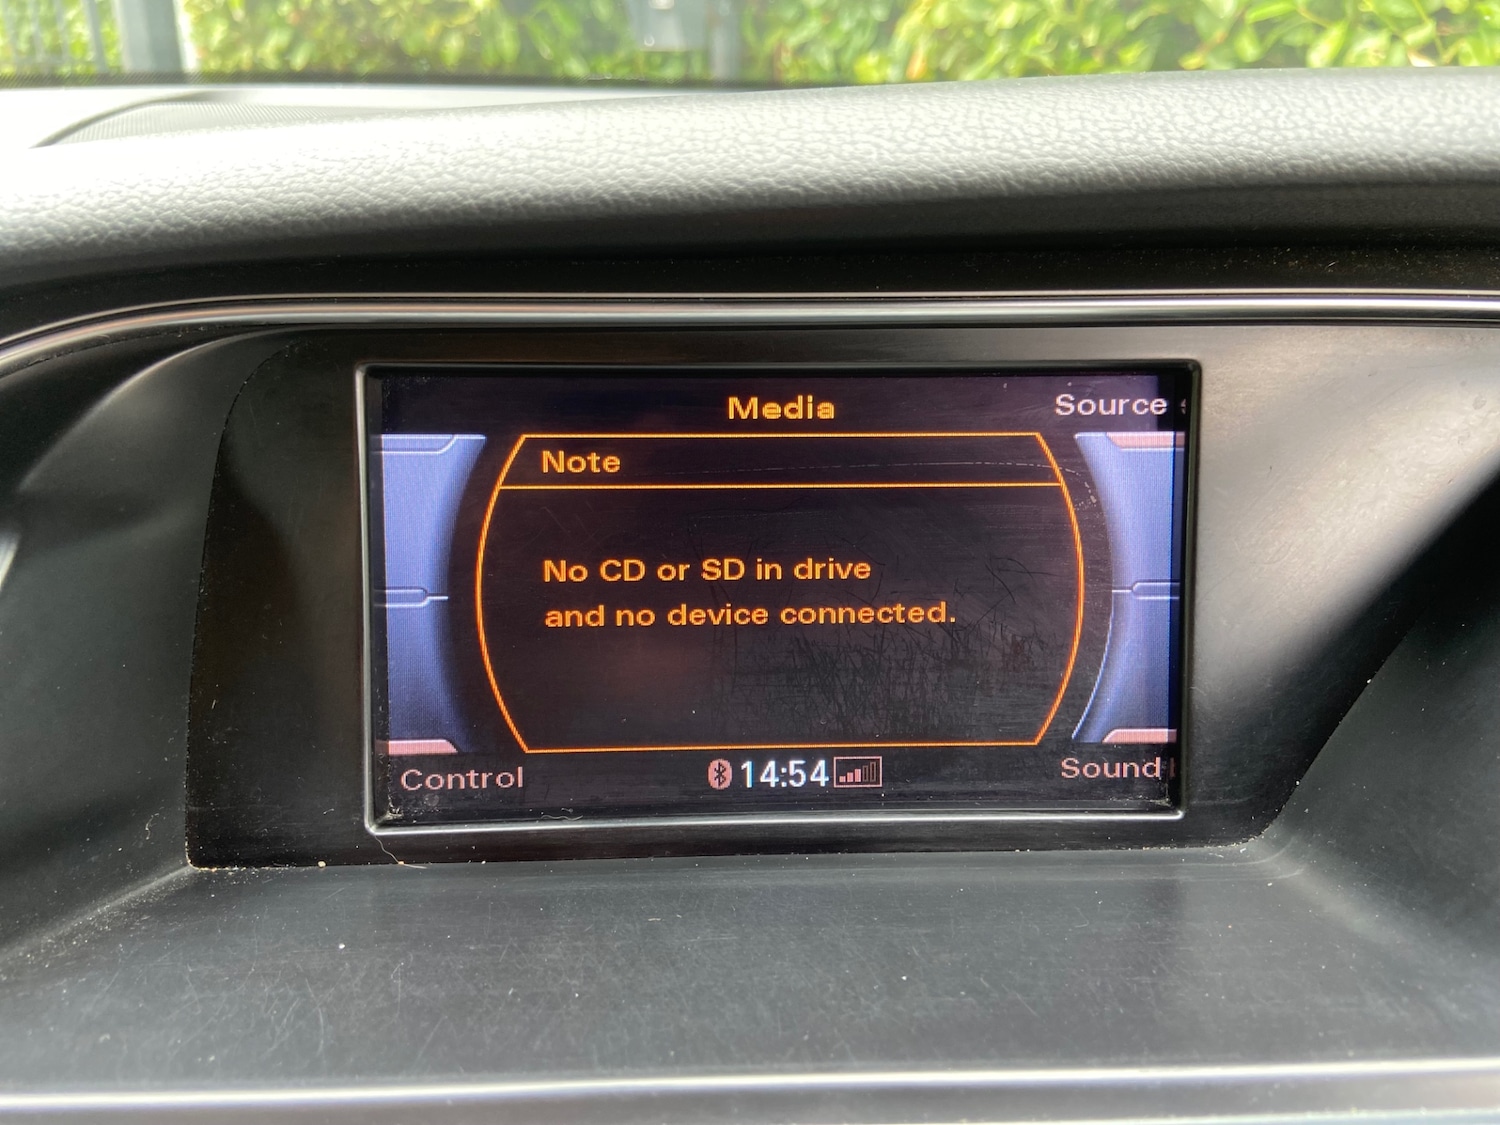 Media
Source
Note
No CD or SD in drive
and no device connected.
Control
14:54
Sound